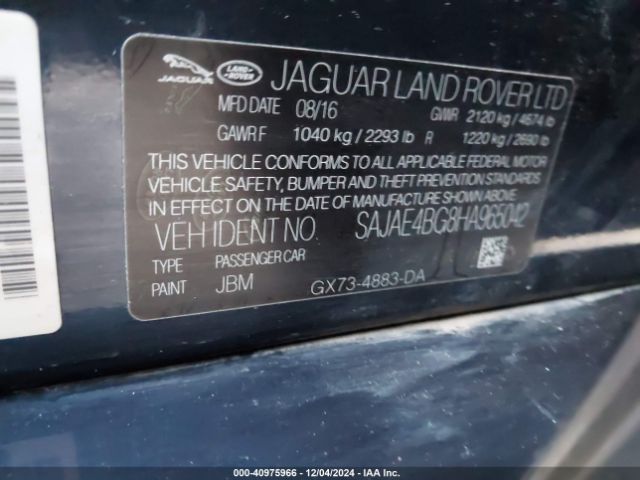 JAGUAR
LAND ROVER
JAGUAR LAND ROVER LTD
MFD DATE 08/16 GWR 2120 kg / 4674 lb
GAWR F 1040 kg / 2293 lb R 1220 kg / 2690 lb
THIS VEHICLE CONFORMS TO ALL APPLICABLE FEDERAL MOTOR
VEHICLE SAFETY, BUMPER AND THEFT PREVENTION STANDARDS
IN EFFECT ON THE DATE OF MANUFACTURE SHOWN ABOVE.
VEH IDENT NO. SAJAE4BG8HA965042
TYPE PASSENGER CAR
PAINT JBM GX73-4883-DA
00-40975966 - 12/04/2024 - IAA Inc.